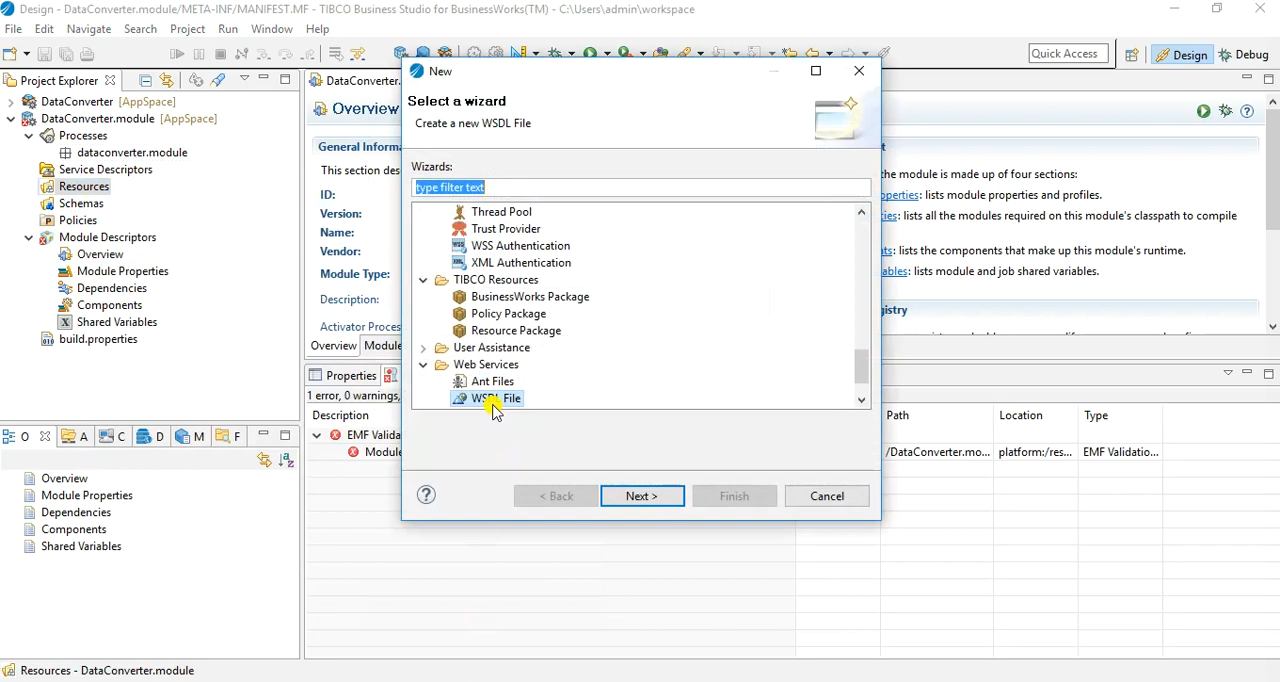 Design - DataConverter.module/META-INF/MANIFEST.MF - TIBCO Business Studio for BusinessWorks(TM) - C:\Users\admin\workspace
File Edit Navigate Search Project Run Window Help
Quick Access
Design
Debug
Project Explorer
DataConverter [AppSpace]
DataConverter.module [AppSpace]
Processes
dataconverter.module
Service Descriptors
Resources
Schemas
Policies
Module Descriptors
Overview
Module Properties
Dependencies
Components
Shared Variables
build.properties
O A C D M F
Overview
Module Properties
Dependencies
Components
Shared Variables
DataConverter.
Overview
General Informa
This section des
ID:
Version:
Name:
Vendor:
Module Type:
Description:
Activator Proces
Overview Module
New
Select a wizard
Create a new WSDL File
Wizards:
type filter text
Thread Pool
Trust Provider
WSS Authentication
XML Authentication
TIBCO Resources
BusinessWorks Package
Policy Package
Resource Package
User Assistance
Web Services
Ant Files
WSDL File
< Back
Next >
Finish
Cancel
t
the module is made up of four sections:
operties: lists module properties and profiles.
ies: lists all the modules required on this module's classpath to compile
nts: lists the components that make up this module's runtime.
ables: lists module and job shared variables.
istry
Properties
1 error, 0 warnings,
Description Path Location Type
EMF Valida
Module /DataConverter.mo... platform:/res... EMF Validatio...
Resources - DataConverter.module